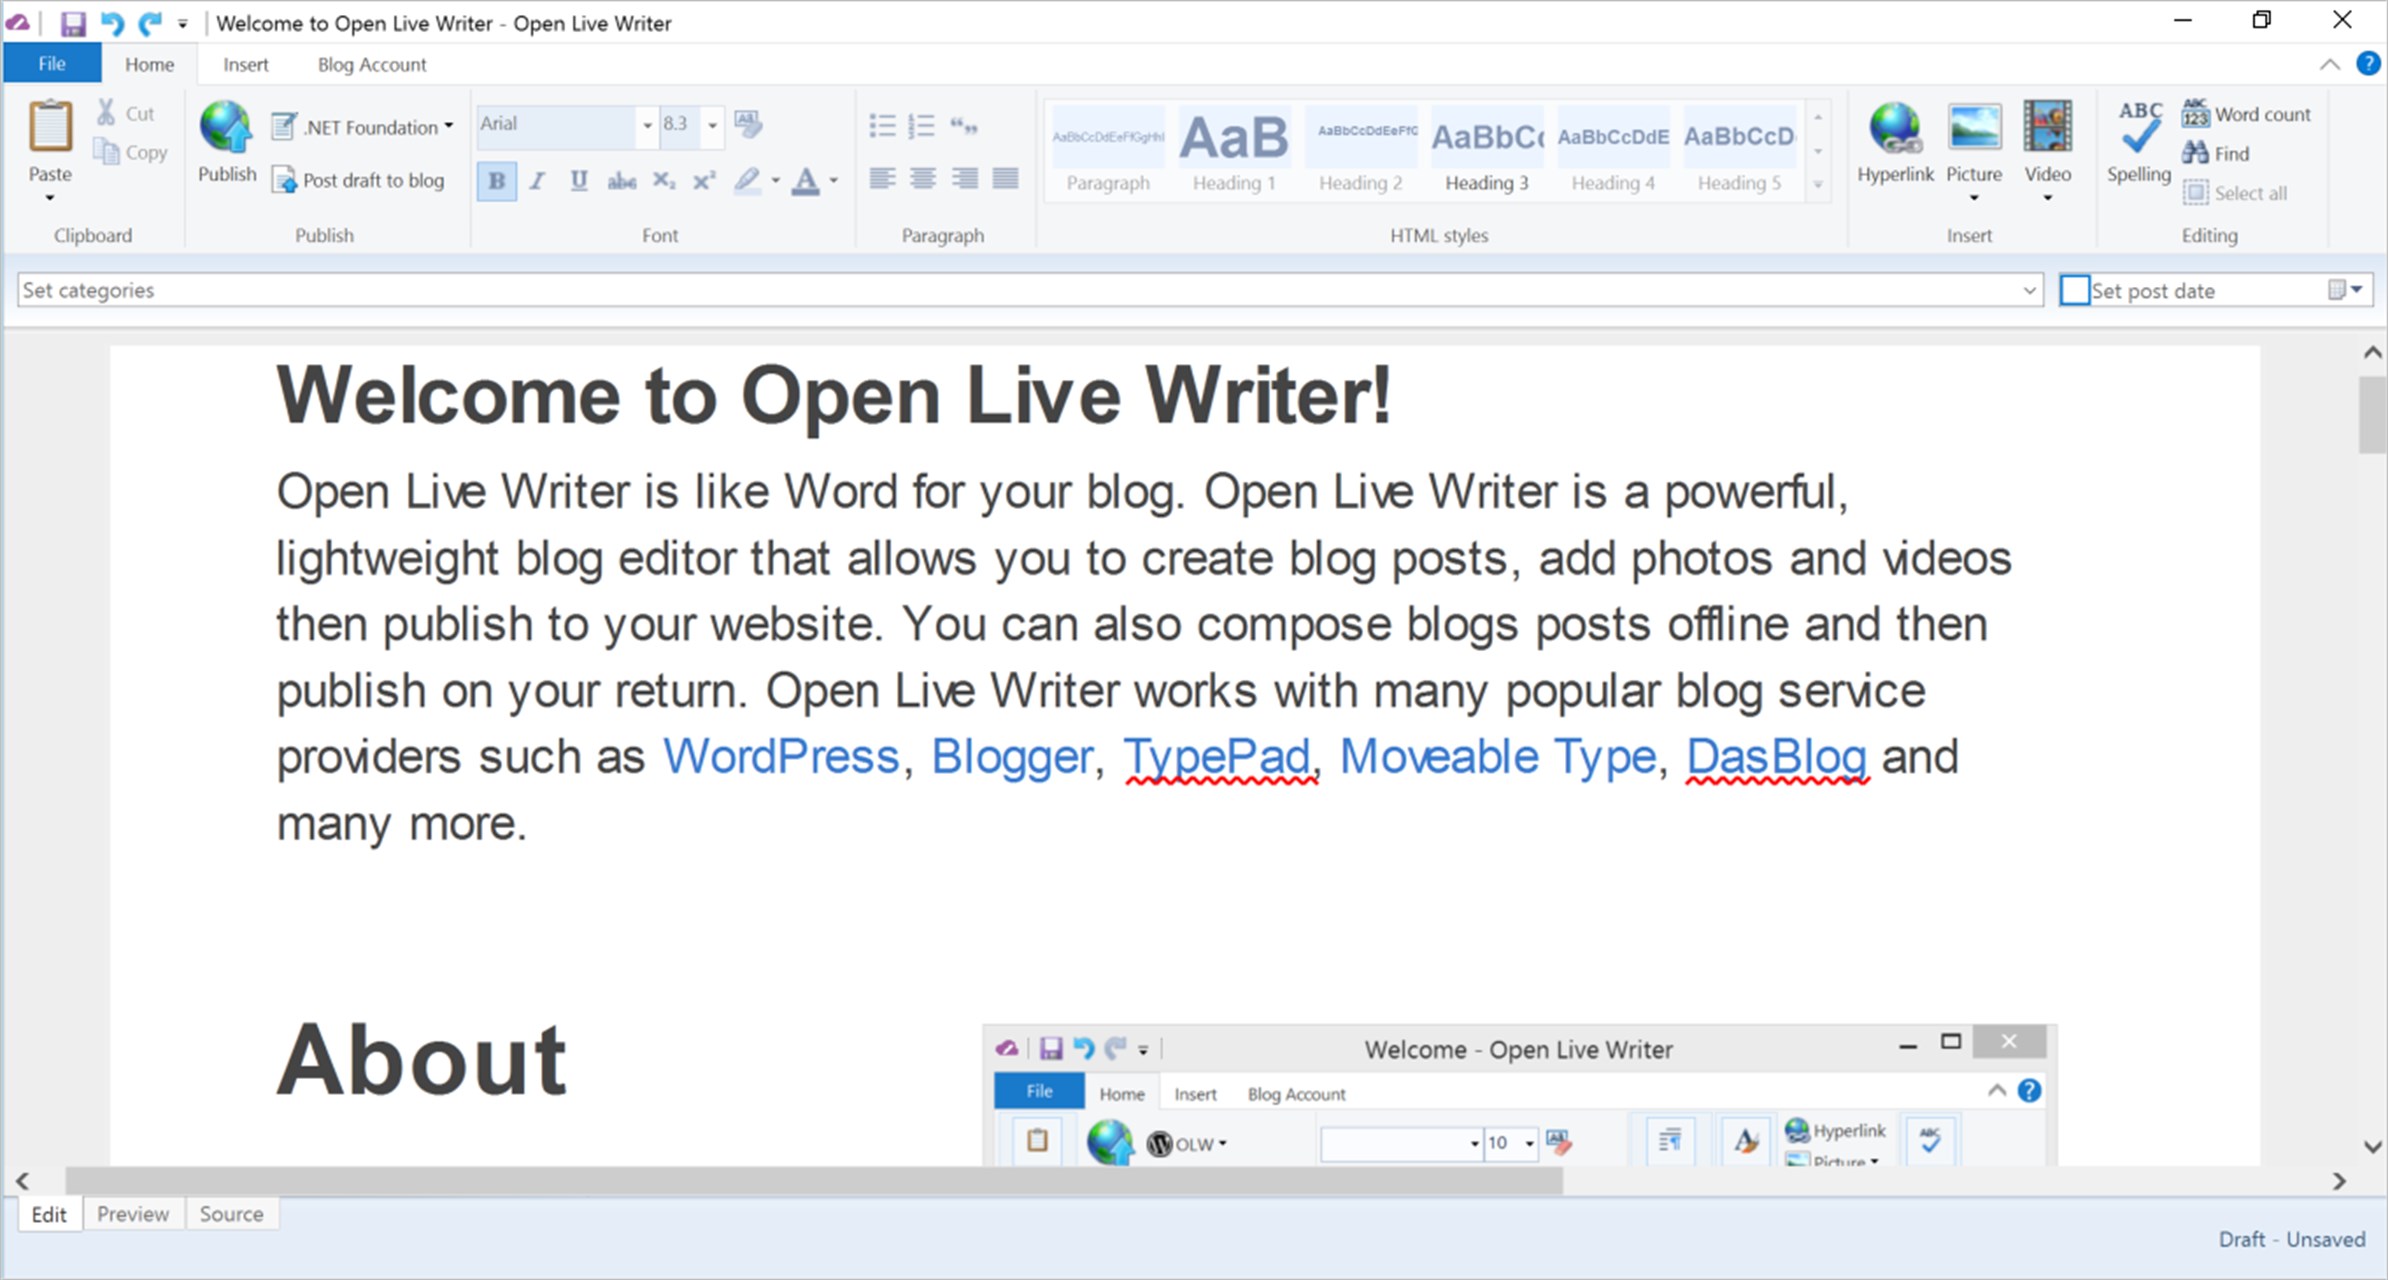 Welcome to Open Live Writer - Open Live Writer
File Home Insert Blog Account
Paste
Cut
Copy
Clipboard
Publish
.NET Foundation
Post draft to blog
Publish
Arial 8.3
B I U abc X₂ X² A
Font
Paragraph
AaBbCcDdEeFfGgHhI AaB AaBbCcDdEeFfG AaBbCc AaBbCcDdE AaBbCcD
Paragraph Heading 1 Heading 2 Heading 3 Heading 4 Heading 5
HTML styles
Hyperlink Picture Video
Insert
ABC
Spelling
ABC
123
Word count
Find
Select all
Editing
Set categories
Set post date
Welcome to Open Live Writer!
Open Live Writer is like Word for your blog. Open Live Writer is a powerful,
lightweight blog editor that allows you to create blog posts, add photos and videos
then publish to your website. You can also compose blogs posts offline and then
publish on your return. Open Live Writer works with many popular blog service
providers such as WordPress, Blogger, TypePad, Moveable Type, DasBlog and
many more.
About
Welcome - Open Live Writer
File Home Insert Blog Account
OLW
10
Hyperlink
Picture
ABC
Edit Preview Source
Draft - Unsaved